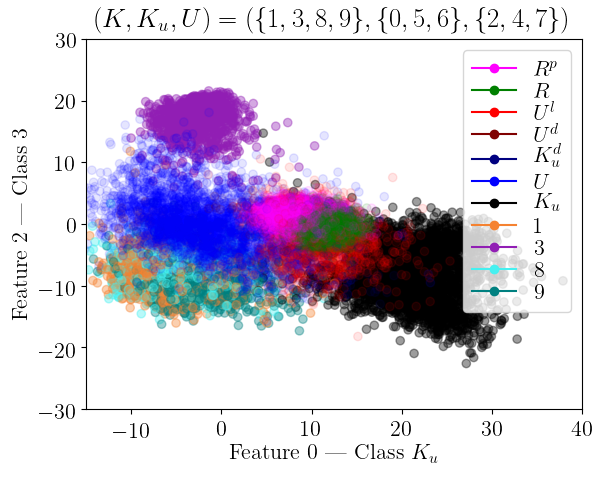 (K, K_u, U) = ({1, 3, 8, 9}, {0, 5, 6}, {2, 4, 7})
30
20
10
0
−10
−20
−30
Feature 2 — Class 3
R^p
R
U^l
U^d
K_u^d
U
K_u
1
3
8
9
−10
0
10
20
30
40
Feature 0 — Class K_u